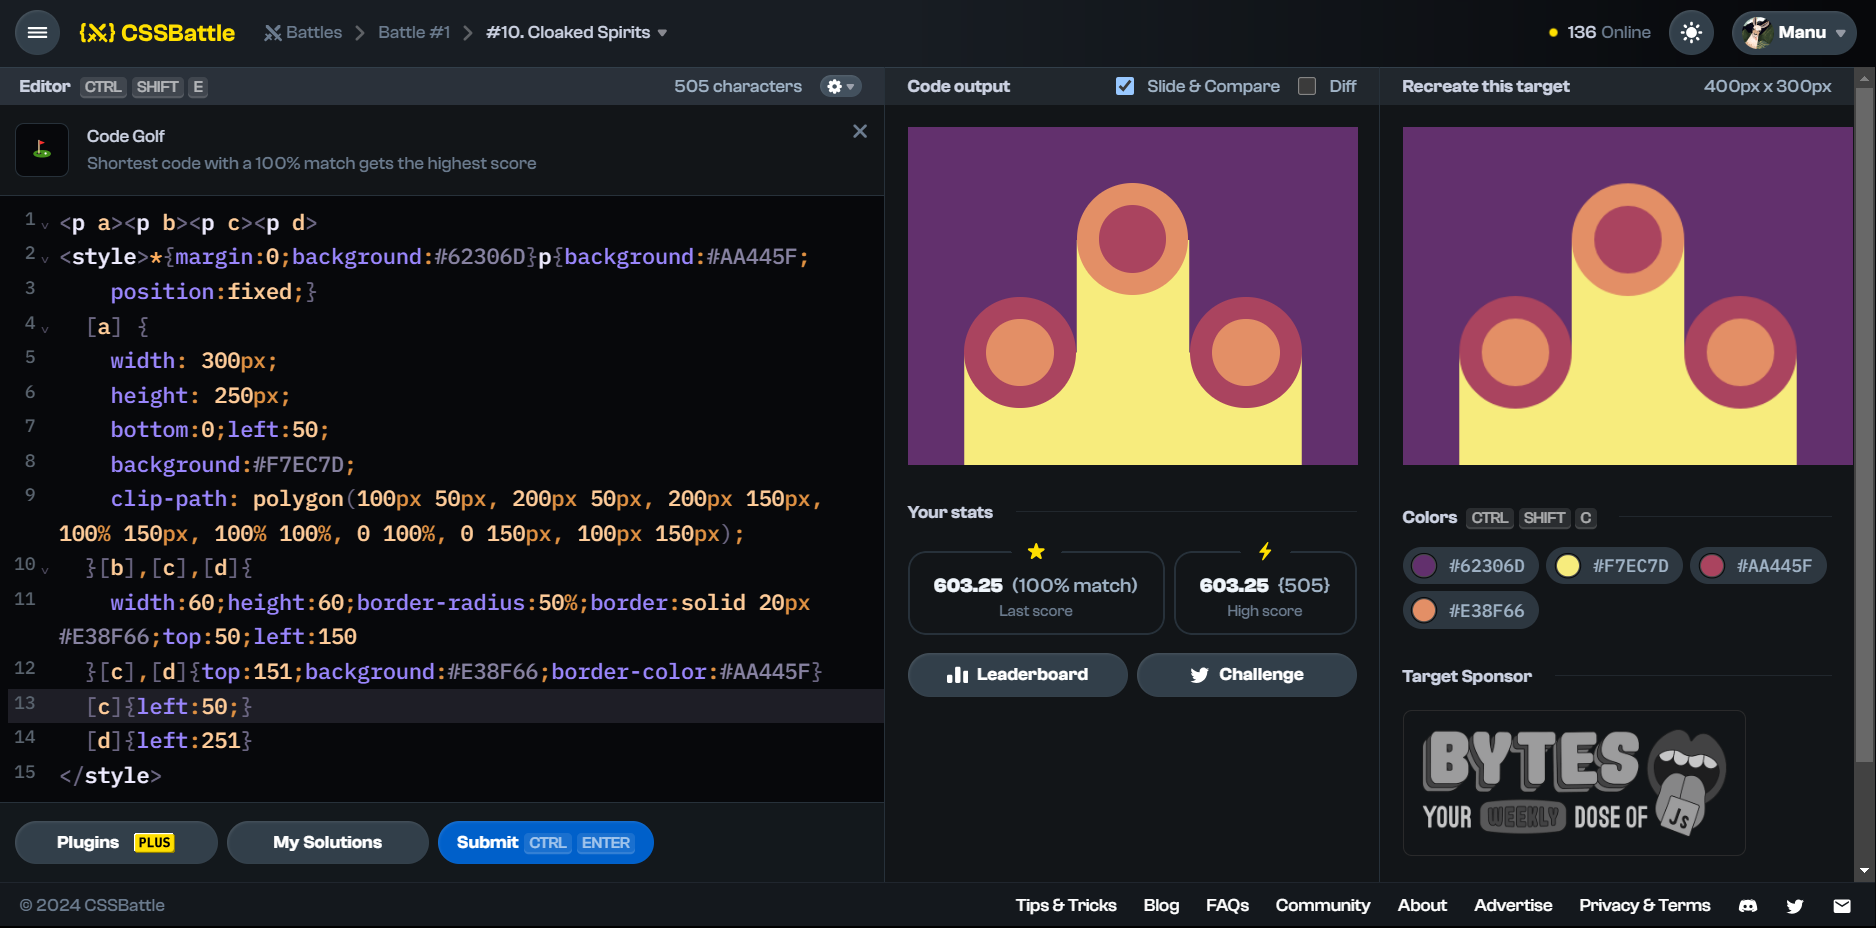 {X} CSSBattle
Battles
Battle #1
#10. Cloaked Spirits
136 Online
Manu
Editor CTRL SHIFT E
505 characters
Code output
Slide & Compare
Diff
Recreate this target
400px x 300px
Code Golf
Shortest code with a 100% match gets the highest score
1 <p a><p b><p c><p d>
2 <style>*{margin:0;background:#62306D}p{background:#AA445F;
3 position:fixed;}
4 [a] {
5 width: 300px;
6 height: 250px;
7 bottom:0;left:50;
8 background:#F7EC7D;
9 clip-path: polygon(100px 50px, 200px 50px, 200px 150px,
100% 150px, 100% 100%, 0 100%, 0 150px, 100px 150px);
10 }[b],[c],[d]{
11 width:60;height:60;border-radius:50%;border:solid 20px
#E38F66;top:50;left:150
12 }[c],[d]{top:151;background:#E38F66;border-color:#AA445F}
13 [c]{left:50;}
14 [d]{left:251}
15 </style>
Your stats
603.25 (100% match)
Last score
603.25 {505}
High score
Leaderboard
Challenge
Colors CTRL SHIFT C
#62306D
#F7EC7D
#AA445F
#E38F66
Target Sponsor
BYTES
YOUR WEEKLY DOSE OF JS
Plugins PLUS
My Solutions
Submit CTRL ENTER
© 2024 CSSBattle
Tips & Tricks
Blog
FAQs
Community
About
Advertise
Privacy & Terms